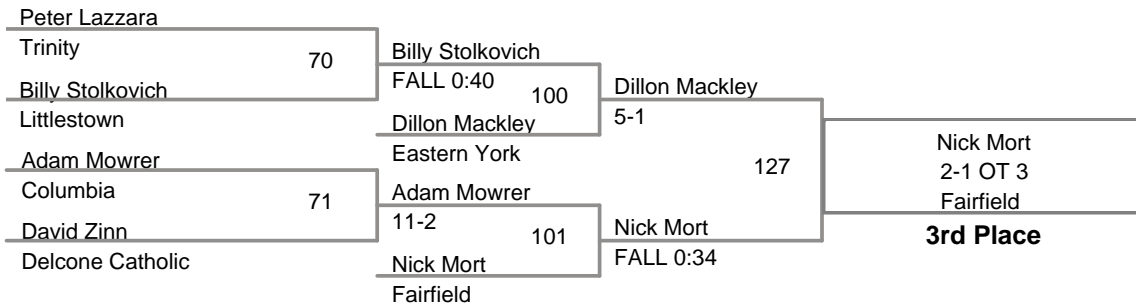 Peter Lazzara
Trinity
70
Billy Stolkovich
Littlestown
Adam Mowrer
Columbia
71
David Zinn
Delcone Catholic
Billy Stolkovich
FALL 0:40
100
Dillon Mackley
Eastern York
Adam Mowrer
11-2
101
Nick Mort
Fairfield
Dillon Mackley
5-1
127
Nick Mort
FALL 0:34
Nick Mort
2-1 OT 3
Fairfield
3rd Place